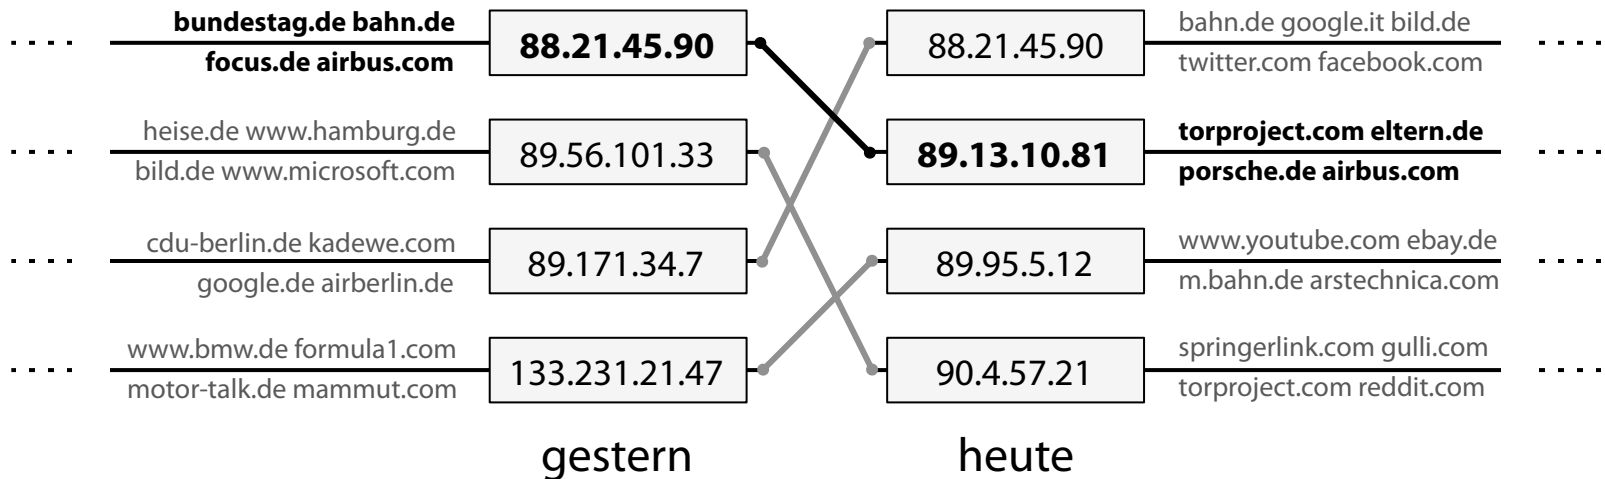 bundestag.de bahn.de
focus.de airbus.com
88.21.45.90
88.21.45.90
bahn.de google.it bild.de
twitter.com facebook.com
heise.de www.hamburg.de
bild.de www.microsoft.com
89.56.101.33
89.13.10.81
torproject.com eltern.de
porsche.de airbus.com
cdu-berlin.de kadewe.com
google.de airberlin.de
89.171.34.7
89.95.5.12
www.youtube.com ebay.de
m.bahn.de arstechnica.com
www.bmw.de formula1.com
motor-talk.de mammut.com
133.231.21.47
90.4.57.21
springerlink.com gulli.com
torproject.com reddit.com
gestern
heute